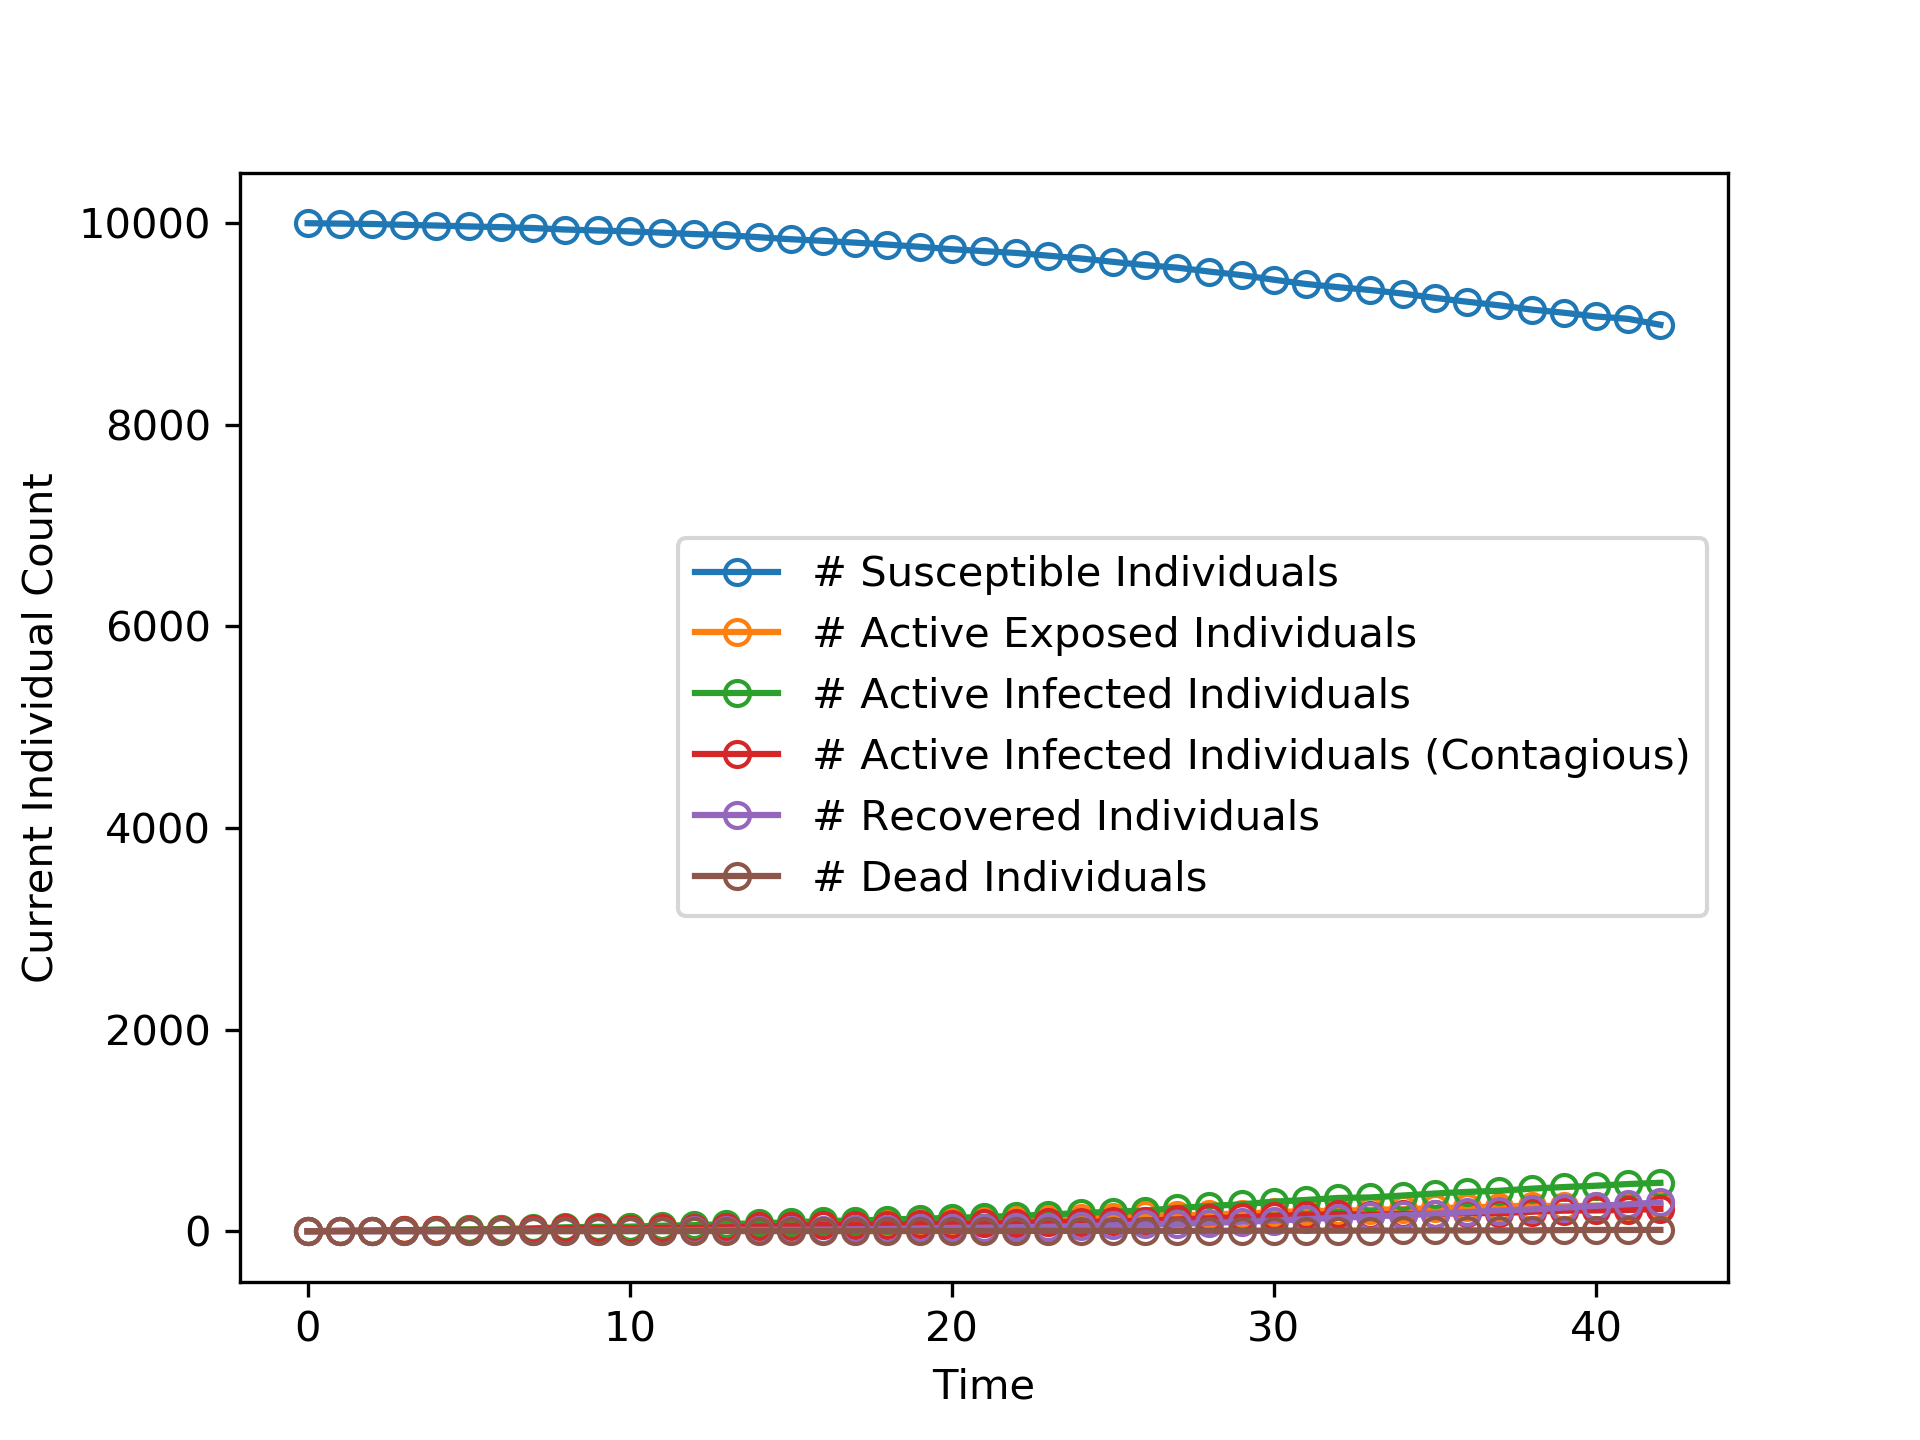 10000
8000
6000
4000
2000
0
Current Individual Count
# Susceptible Individuals
# Active Exposed Individuals
# Active Infected Individuals
# Active Infected Individuals (Contagious)
# Recovered Individuals
# Dead Individuals
0 10 20 30 40
Time